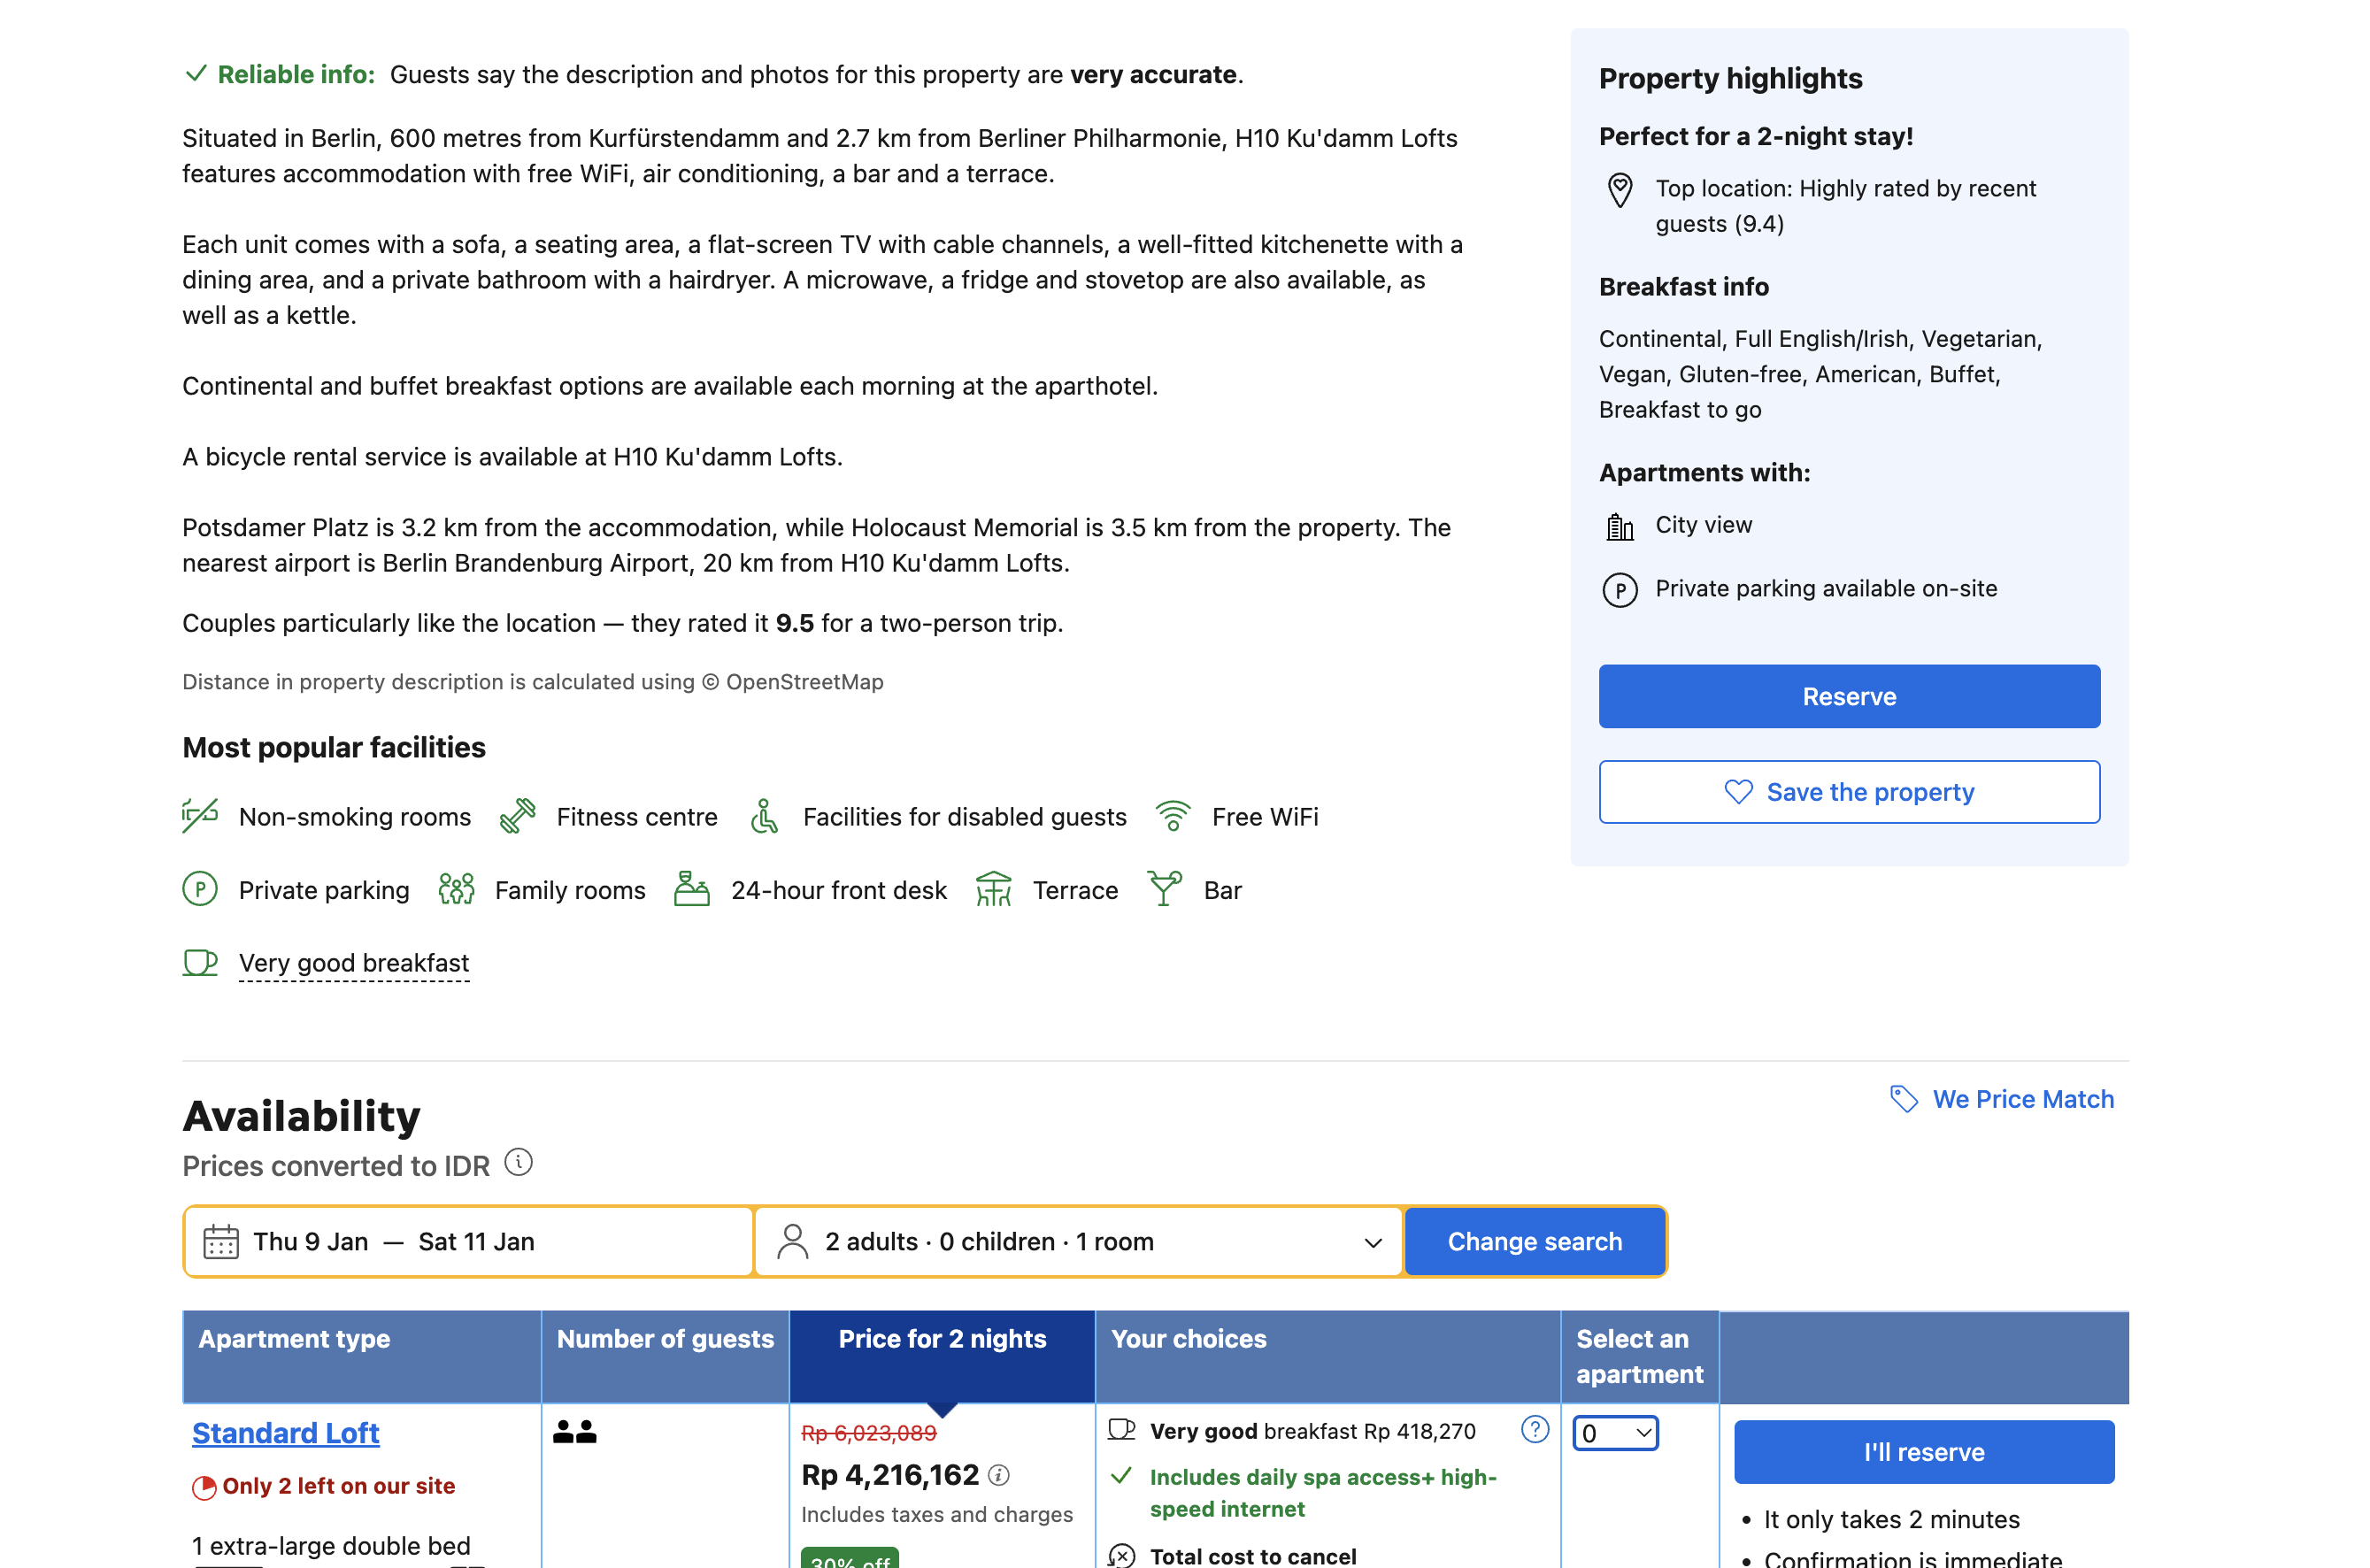 Reliable info: Guests say the description and photos for this property are very accurate.
Situated in Berlin, 600 metres from Kurfürstendamm and 2.7 km from Berliner Philharmonie, H10 Ku'damm Lofts
features accommodation with free WiFi, air conditioning, a bar and a terrace.
Each unit comes with a sofa, a seating area, a flat-screen TV with cable channels, a well-fitted kitchenette with a
dining area, and a private bathroom with a hairdryer. A microwave, a fridge and stovetop are also available, as
well as a kettle.
Continental and buffet breakfast options are available each morning at the aparthotel.
A bicycle rental service is available at H10 Ku'damm Lofts.
Potsdamer Platz is 3.2 km from the accommodation, while Holocaust Memorial is 3.5 km from the property. The
nearest airport is Berlin Brandenburg Airport, 20 km from H10 Ku'damm Lofts.
Couples particularly like the location — they rated it 9.5 for a two-person trip.
Distance in property description is calculated using © OpenStreetMap
Most popular facilities
Non-smoking rooms Fitness centre Facilities for disabled guests Free WiFi
P Private parking Family rooms 24-hour front desk Terrace Bar
Very good breakfast
Property highlights
Perfect for a 2-night stay!
Top location: Highly rated by recent
guests (9.4)
Breakfast info
Continental, Full English/Irish, Vegetarian,
Vegan, Gluten-free, American, Buffet,
Breakfast to go
Apartments with:
City view
P Private parking available on-site
Reserve
Save the property
Availability
We Price Match
Prices converted to IDR
Thu 9 Jan — Sat 11 Jan
2 adults · 0 children · 1 room
Change search
Apartment type
Number of guests
Price for 2 nights
Your choices
Select an
apartment
Standard Loft
Only 2 left on our site
1 extra-large double bed
Rp 6,023,089
Rp 4,216,162
Includes taxes and charges
30% off
Very good breakfast Rp 418,270
Includes daily spa access+ high-
speed internet
Total cost to cancel
0
I'll reserve
• It only takes 2 minutes
• Confirmation is immediate